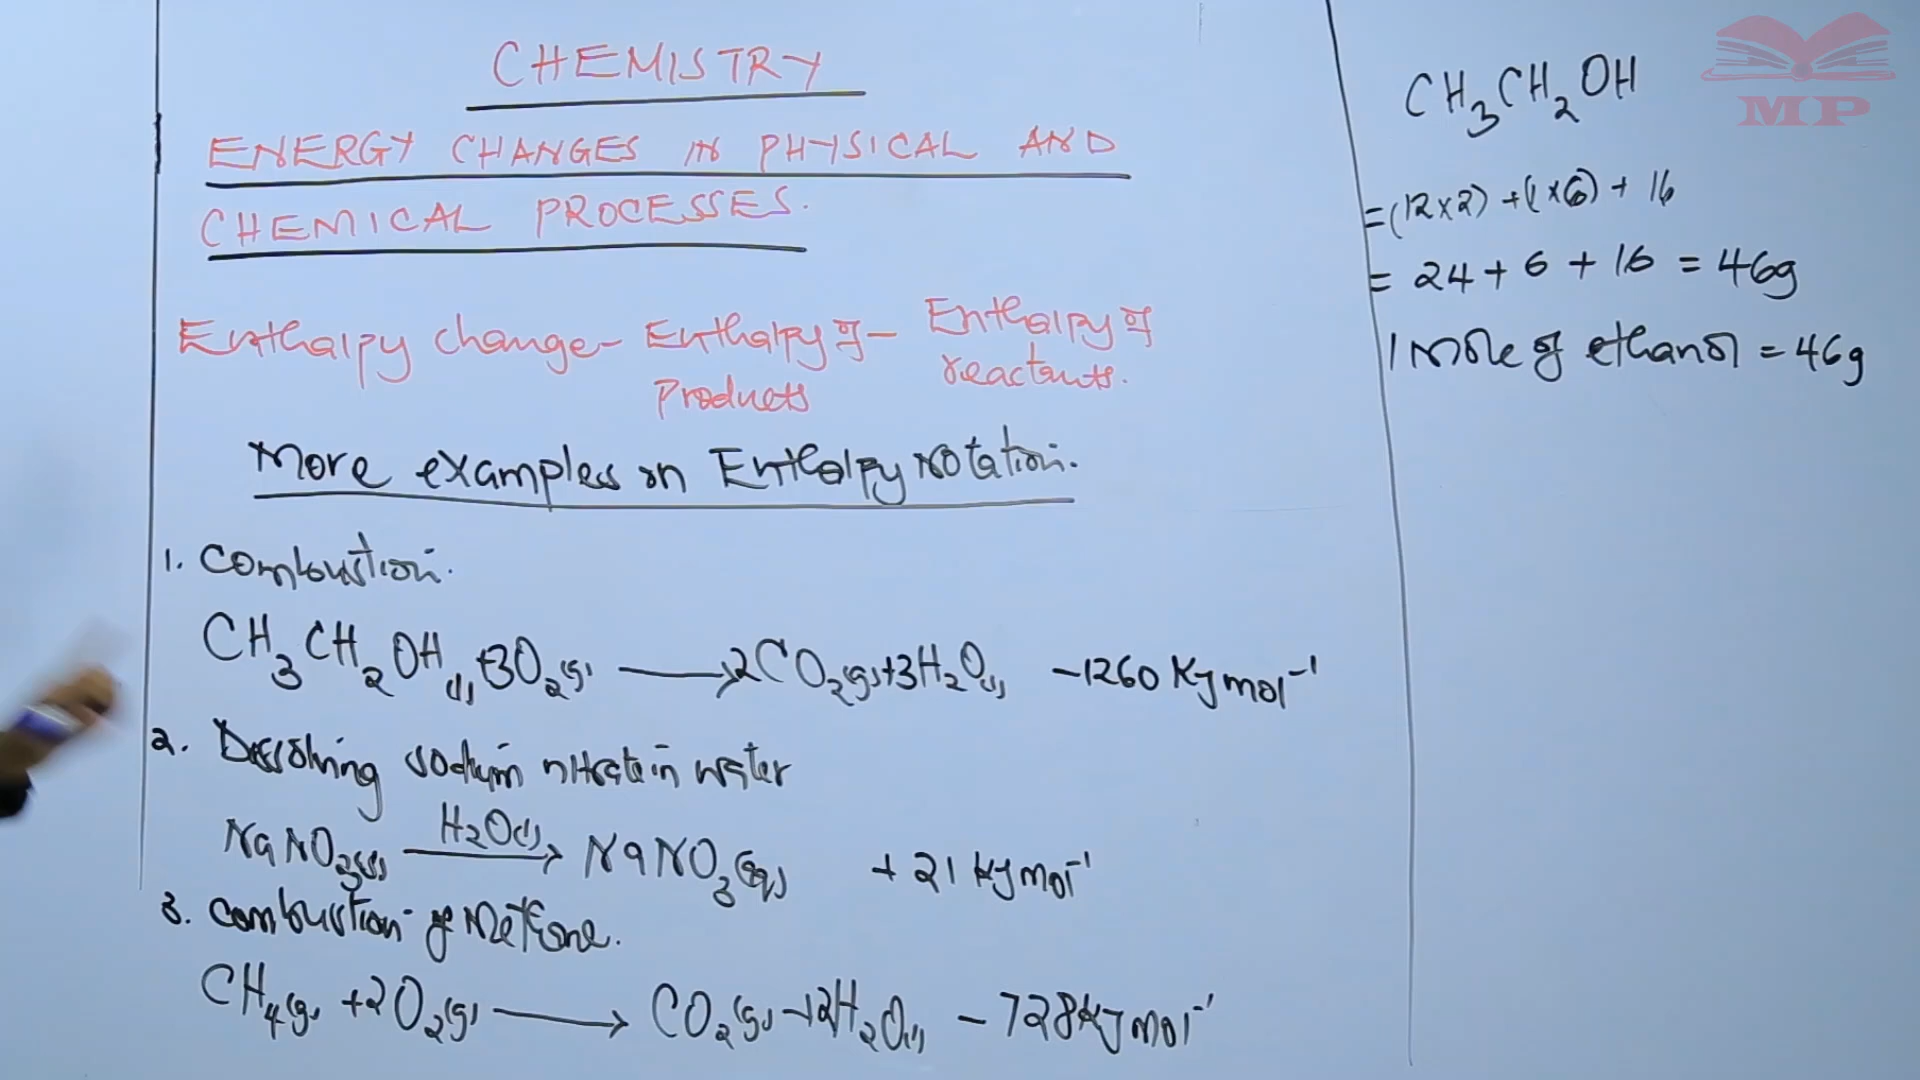 CHEMISTRY
ENERGY CHANGES IN PHYSICAL AND
CHEMICAL PROCESSES.
Enthalpy change - Enthalpy of - Enthalpy of
Products reactants.
More examples on Enthalpy notation.
1. Combustion.
CH₃CH₂OH(l) + 3O₂(g) ⟶ 2CO₂(g) + 3H₂O(l) -1260 KJmol⁻¹
2. Dissolving sodium nitrate in water
NaNO₃(s) H₂O(l) ⟶ NaNO₃(aq) + 21 KJmol⁻¹
3. Combustion of Methane.
CH₄(g) + 2O₂(g) ⟶ CO₂(g) + 2H₂O(l) - 728KJmol⁻¹
CH₃CH₂OH
= (12×2) + (1×6) + 16
= 24 + 6 + 16 = 46g
1 Mole of ethanol = 46g
MP